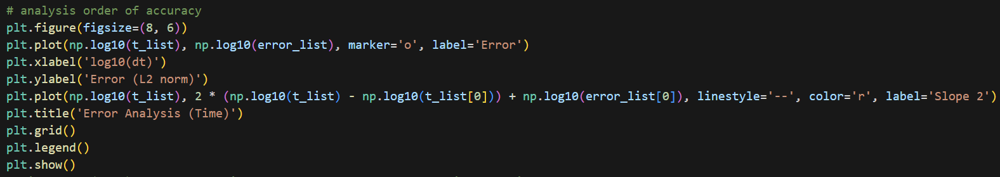 # analysis order of accuracy
plt.figure(figsize=(8, 6))
plt.plot(np.log10(t_list), np.log10(error_list), marker='o', label='Error')
plt.xlabel('log10(dt)')
plt.ylabel('Error (L2 norm)')
plt.plot(np.log10(t_list), 2 * (np.log10(t_list) - np.log10(t_list[0])) + np.log10(error_list[0]), linestyle='--', color='r', label='Slope 2')
plt.title('Error Analysis (Time)')
plt.grid()
plt.legend()
plt.show()